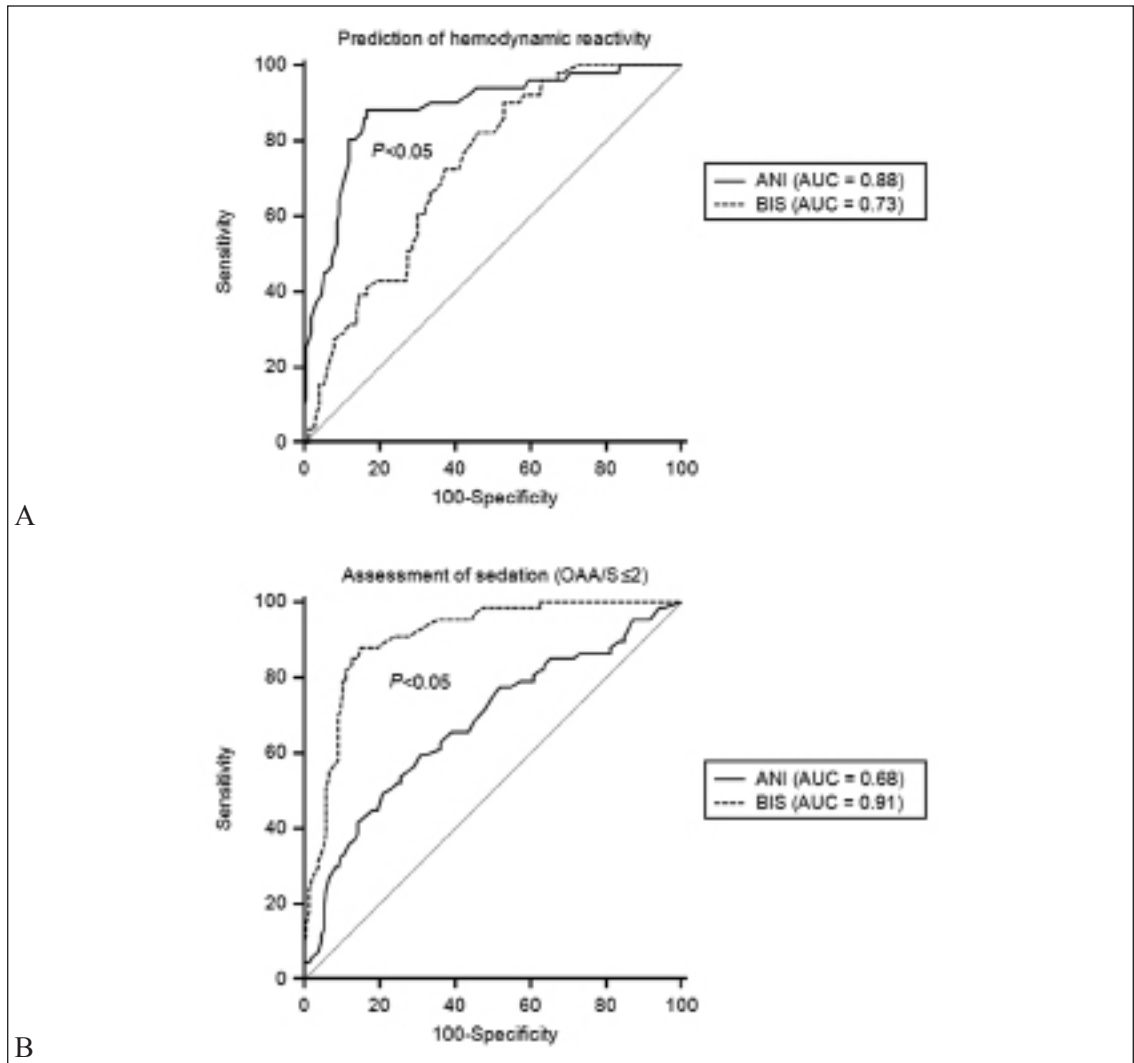 Prediction of hemodynamic reactivity
100
80
60
40
20
0
Sensitivity
P<0.05
ANI (AUC = 0.88)
BIS (AUC = 0.73)
0 20 40 60 80 100
100-Specificity
A
Assessment of sedation (OAA/S ≤2)
100
80
60
40
20
0
Sensitivity
P<0.05
ANI (AUC = 0.68)
BIS (AUC = 0.91)
0 20 40 60 80 100
100-Specificity
B